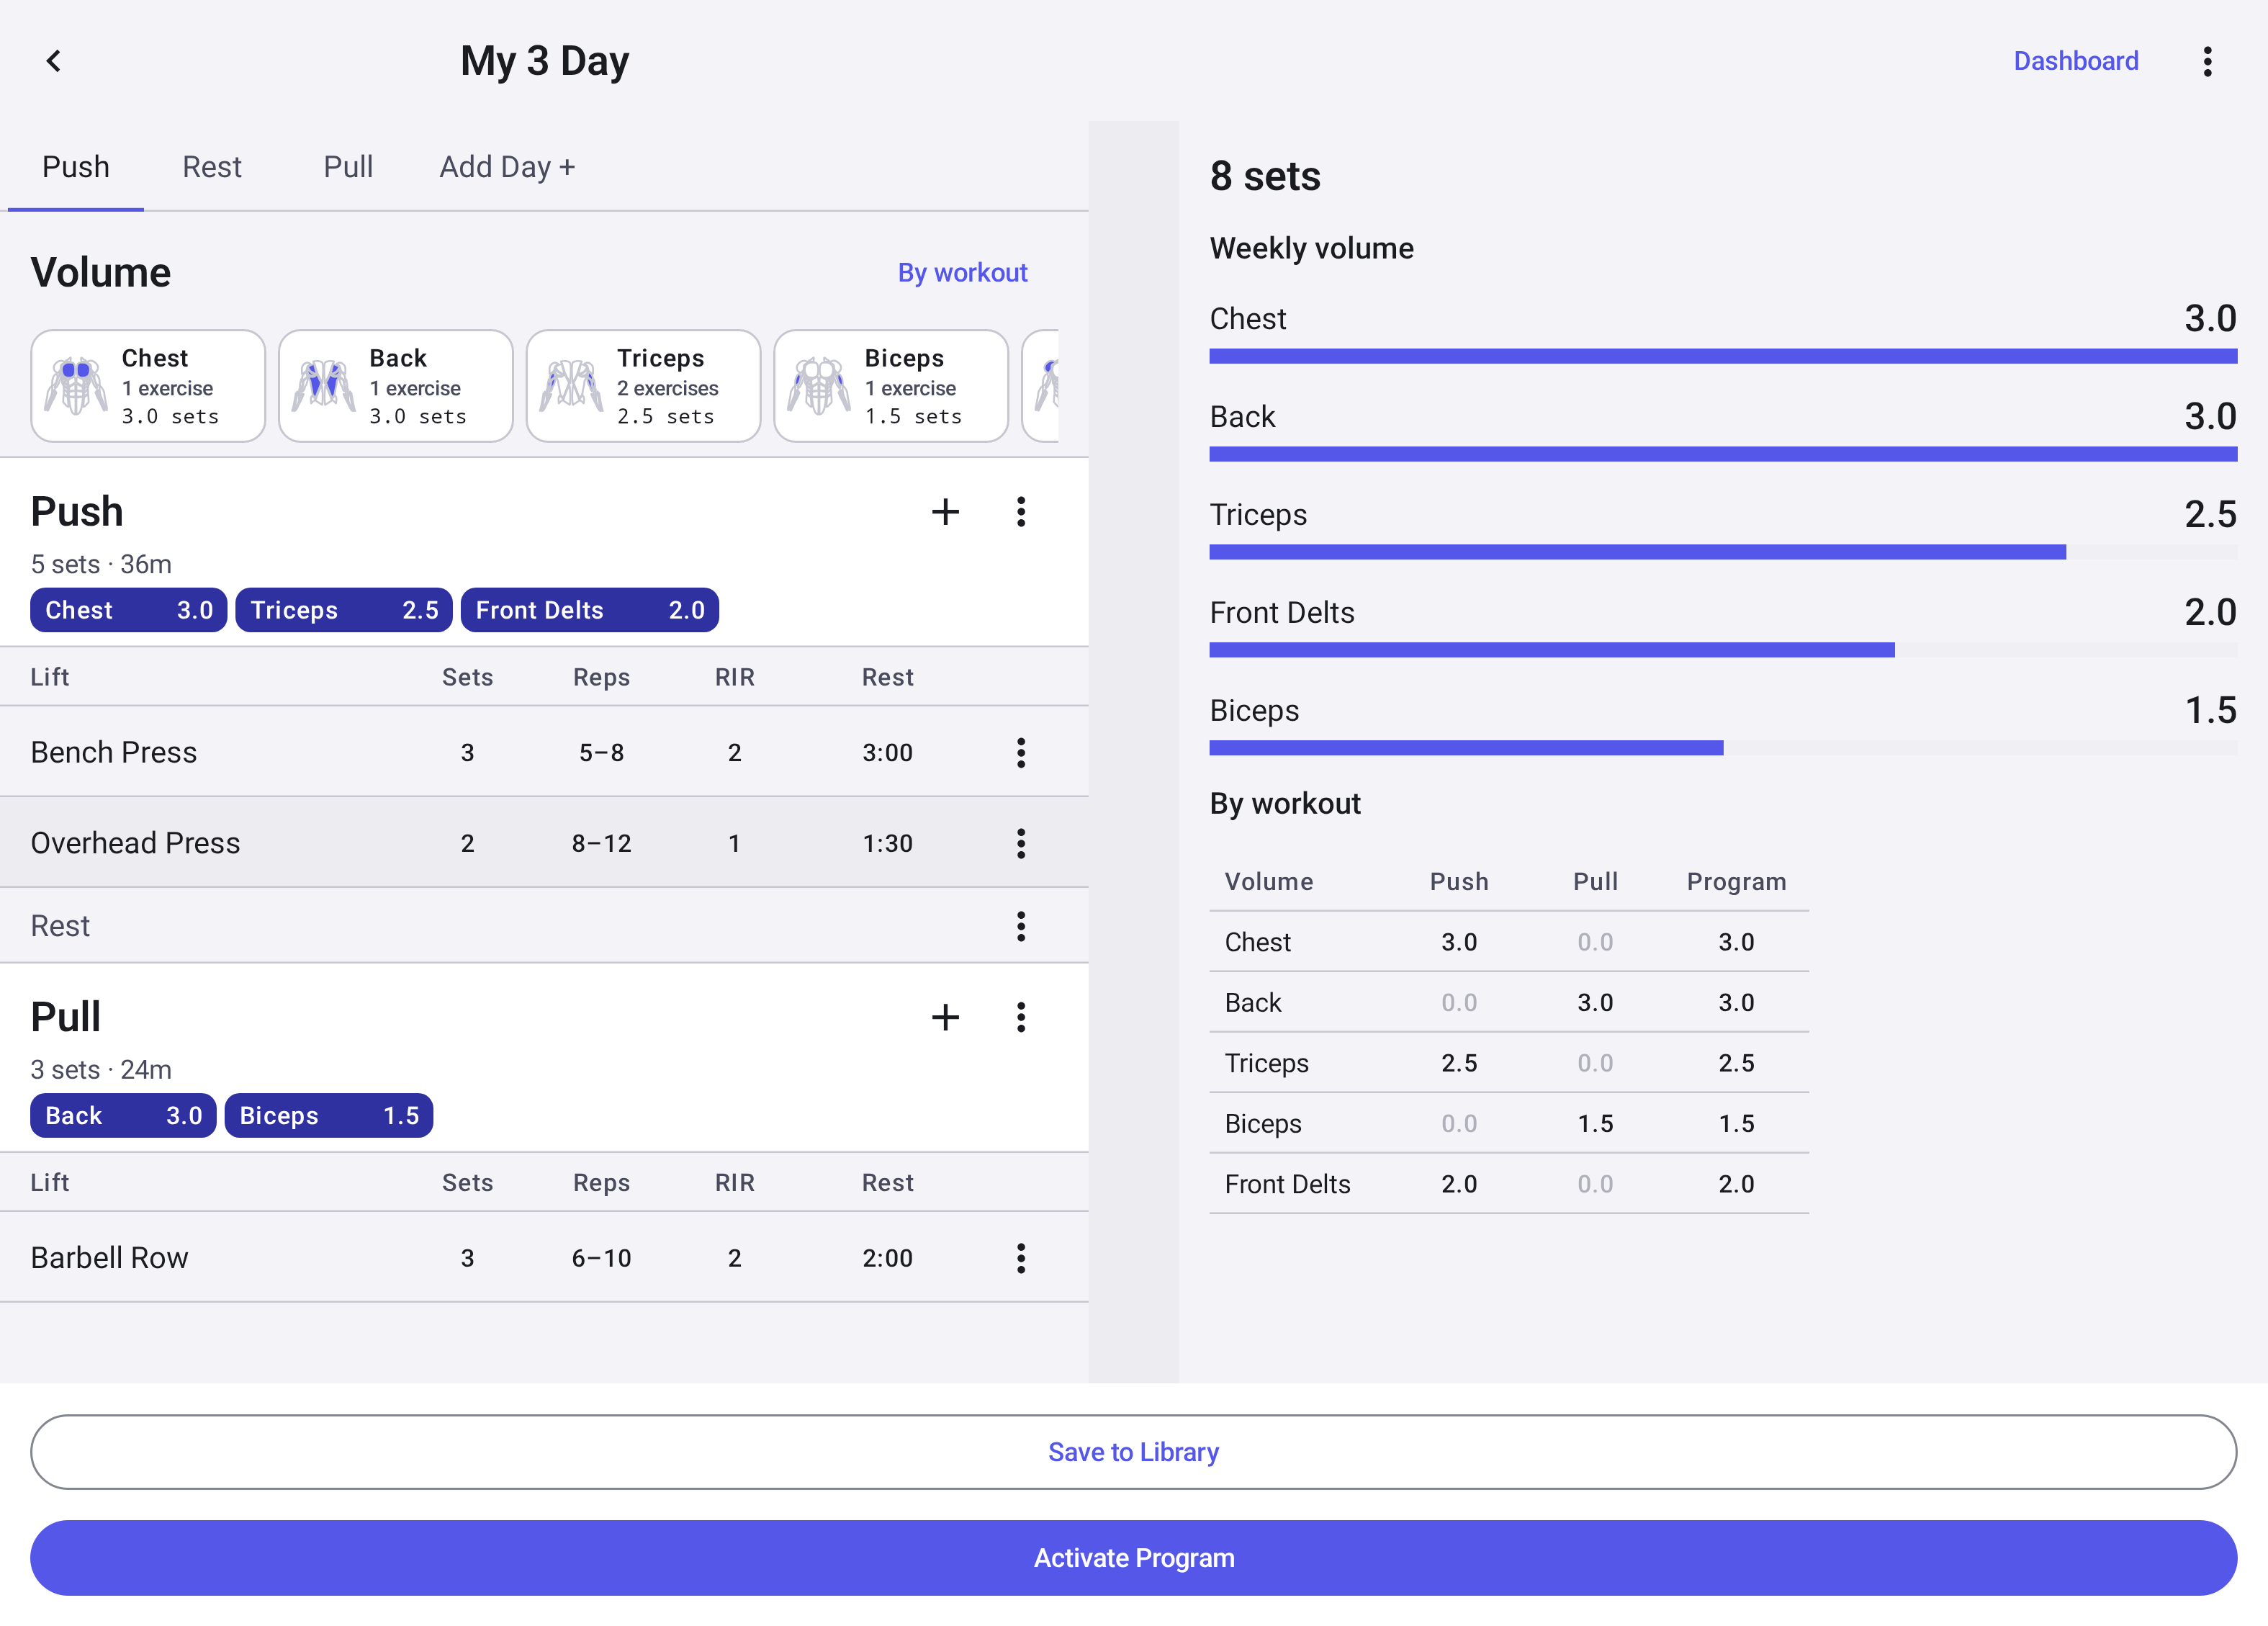 My 3 Day
Dashboard
Push Rest Pull Add Day +
Volume By workout
Chest
1 exercise
3.0 sets
Back
1 exercise
3.0 sets
Triceps
2 exercises
2.5 sets
Biceps
1 exercise
1.5 sets
Push
5 sets · 36m
Chest 3.0 Triceps 2.5 Front Delts 2.0
Lift Sets Reps RIR Rest
Bench Press 3 5–8 2 3:00
Overhead Press 2 8–12 1 1:30
Rest
Pull
3 sets · 24m
Back 3.0 Biceps 1.5
Lift Sets Reps RIR Rest
Barbell Row 3 6–10 2 2:00
8 sets
Weekly volume
Chest 3.0
Back 3.0
Triceps 2.5
Front Delts 2.0
Biceps 1.5
By workout
Volume Push Pull Program
Chest 3.0 0.0 3.0
Back 0.0 3.0 3.0
Triceps 2.5 0.0 2.5
Biceps 0.0 1.5 1.5
Front Delts 2.0 0.0 2.0
Save to Library
Activate Program